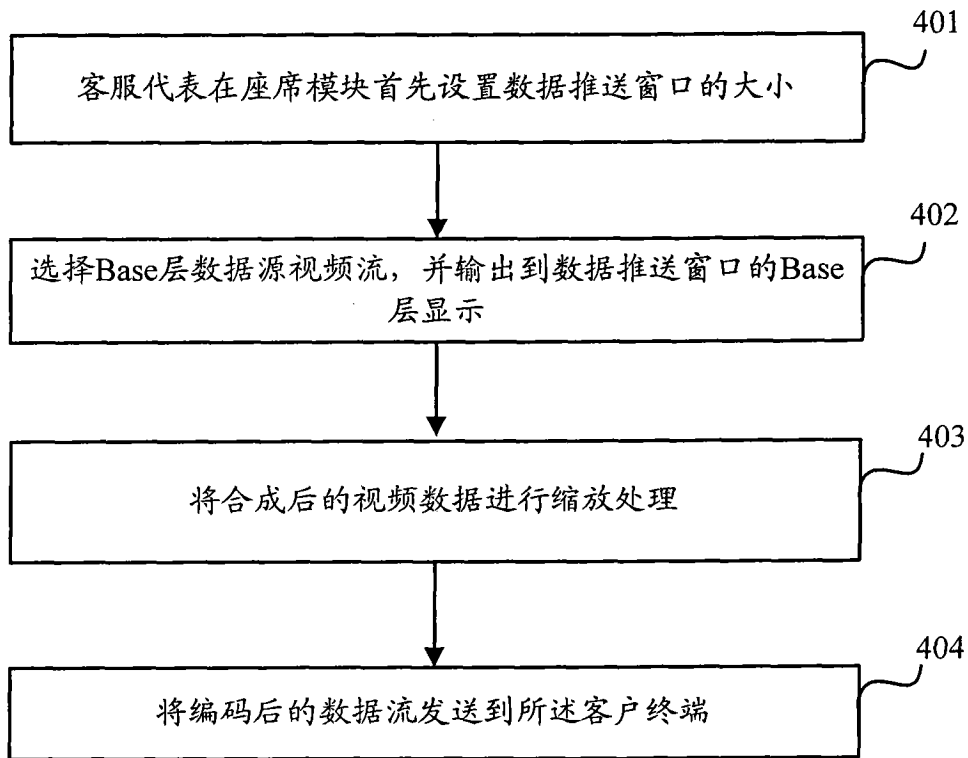 401
客服代表在座席模块首先设置数据推送窗口的大小
402
选择Base层数据源视频流，并输出到数据推送窗口的Base
层显示
403
将合成后的视频数据进行缩放处理
404
将编码后的数据流发送到所述客户终端